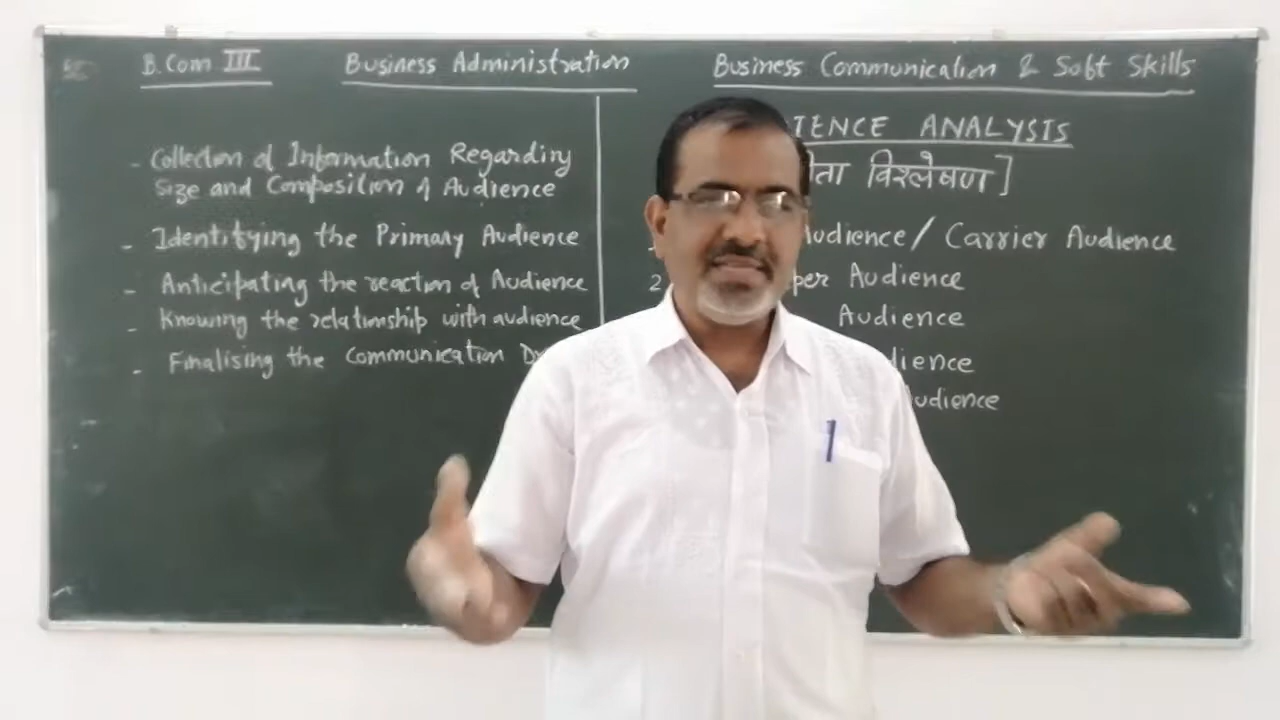 B.Com III Business Administration Business Communication & Soft Skills
- Collection of Information Regarding
Size and Composition of Audience
- Identifying the Primary Audience
- Anticipating the reaction of Audience
- Knowing the relationship with audience
- Finalising the Communication
IENCE ANALYSIS
विश्लेषण]
Audience / Carrier Audience
2 per Audience
Audience
dience
Audience